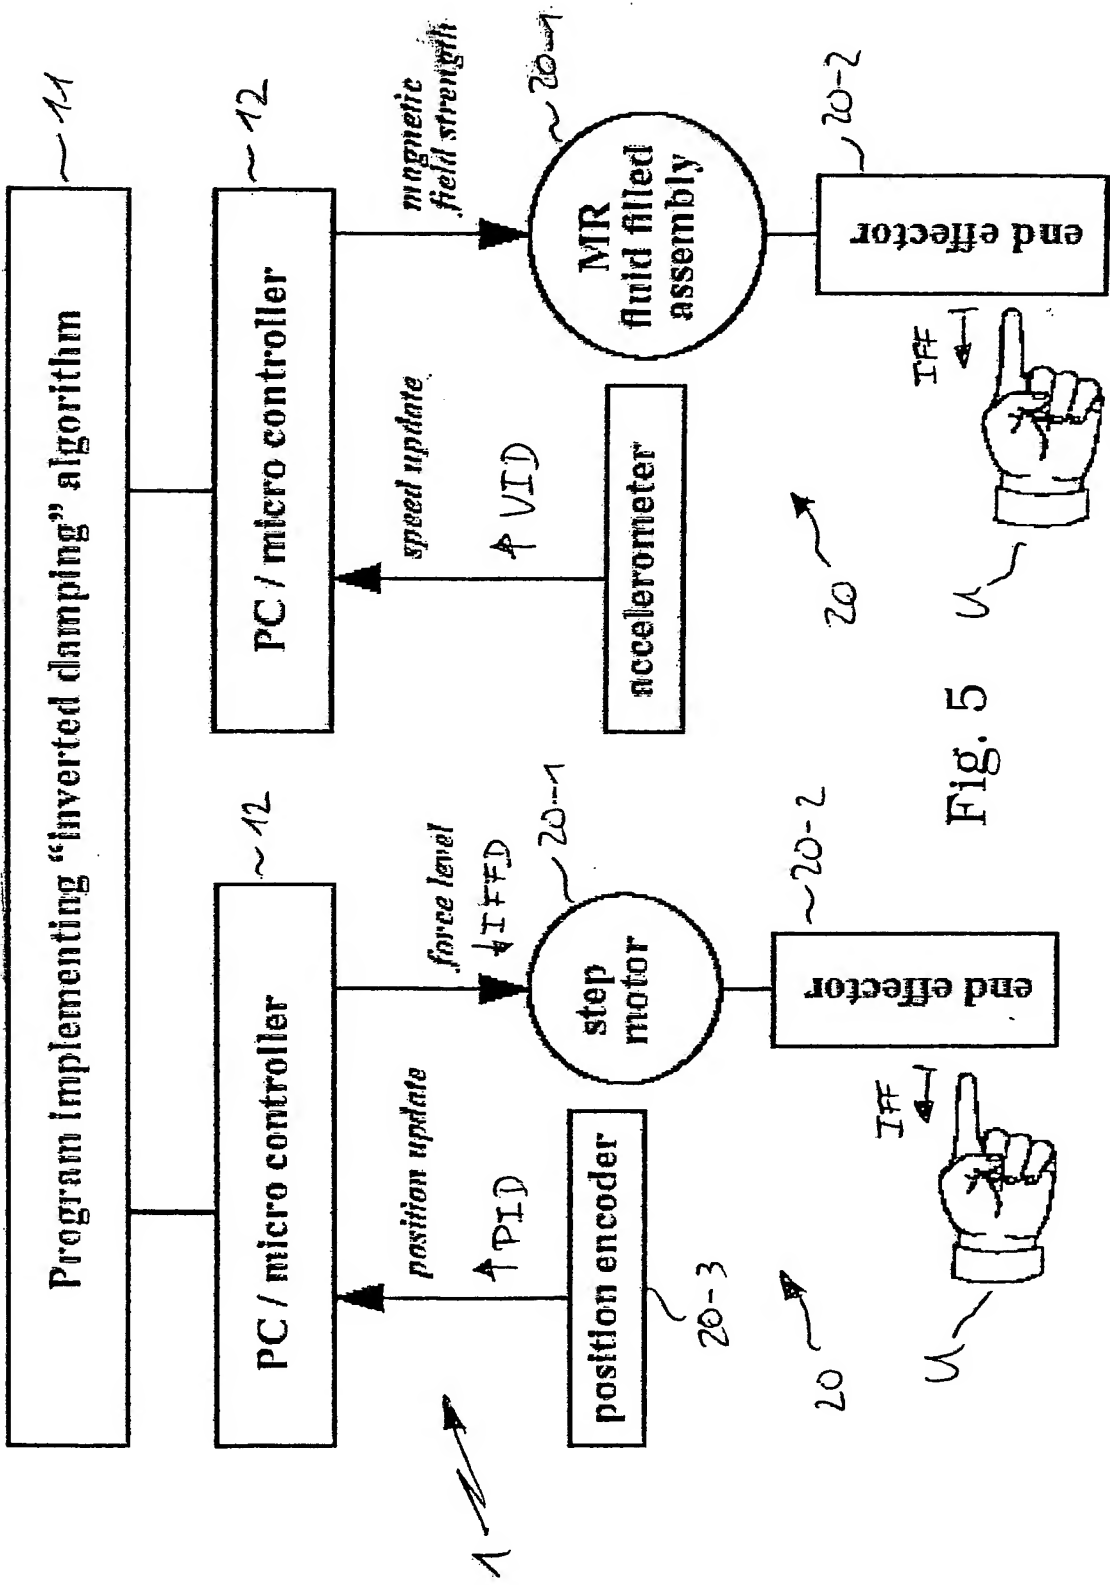 Program implementing "inverted damping" algorithm
11
PC / micro controller
12
PC / micro controller
12
position update
PID
force level
IFFD
speed update
VID
magnetic
field strength
position encoder
20-3
step
motor
20-1
accelerometer
MR
fluid filled
assembly
20-1
1
end effector
20-2
IFF
end effector
20-2
IFF
20
U
20
U
Fig. 5